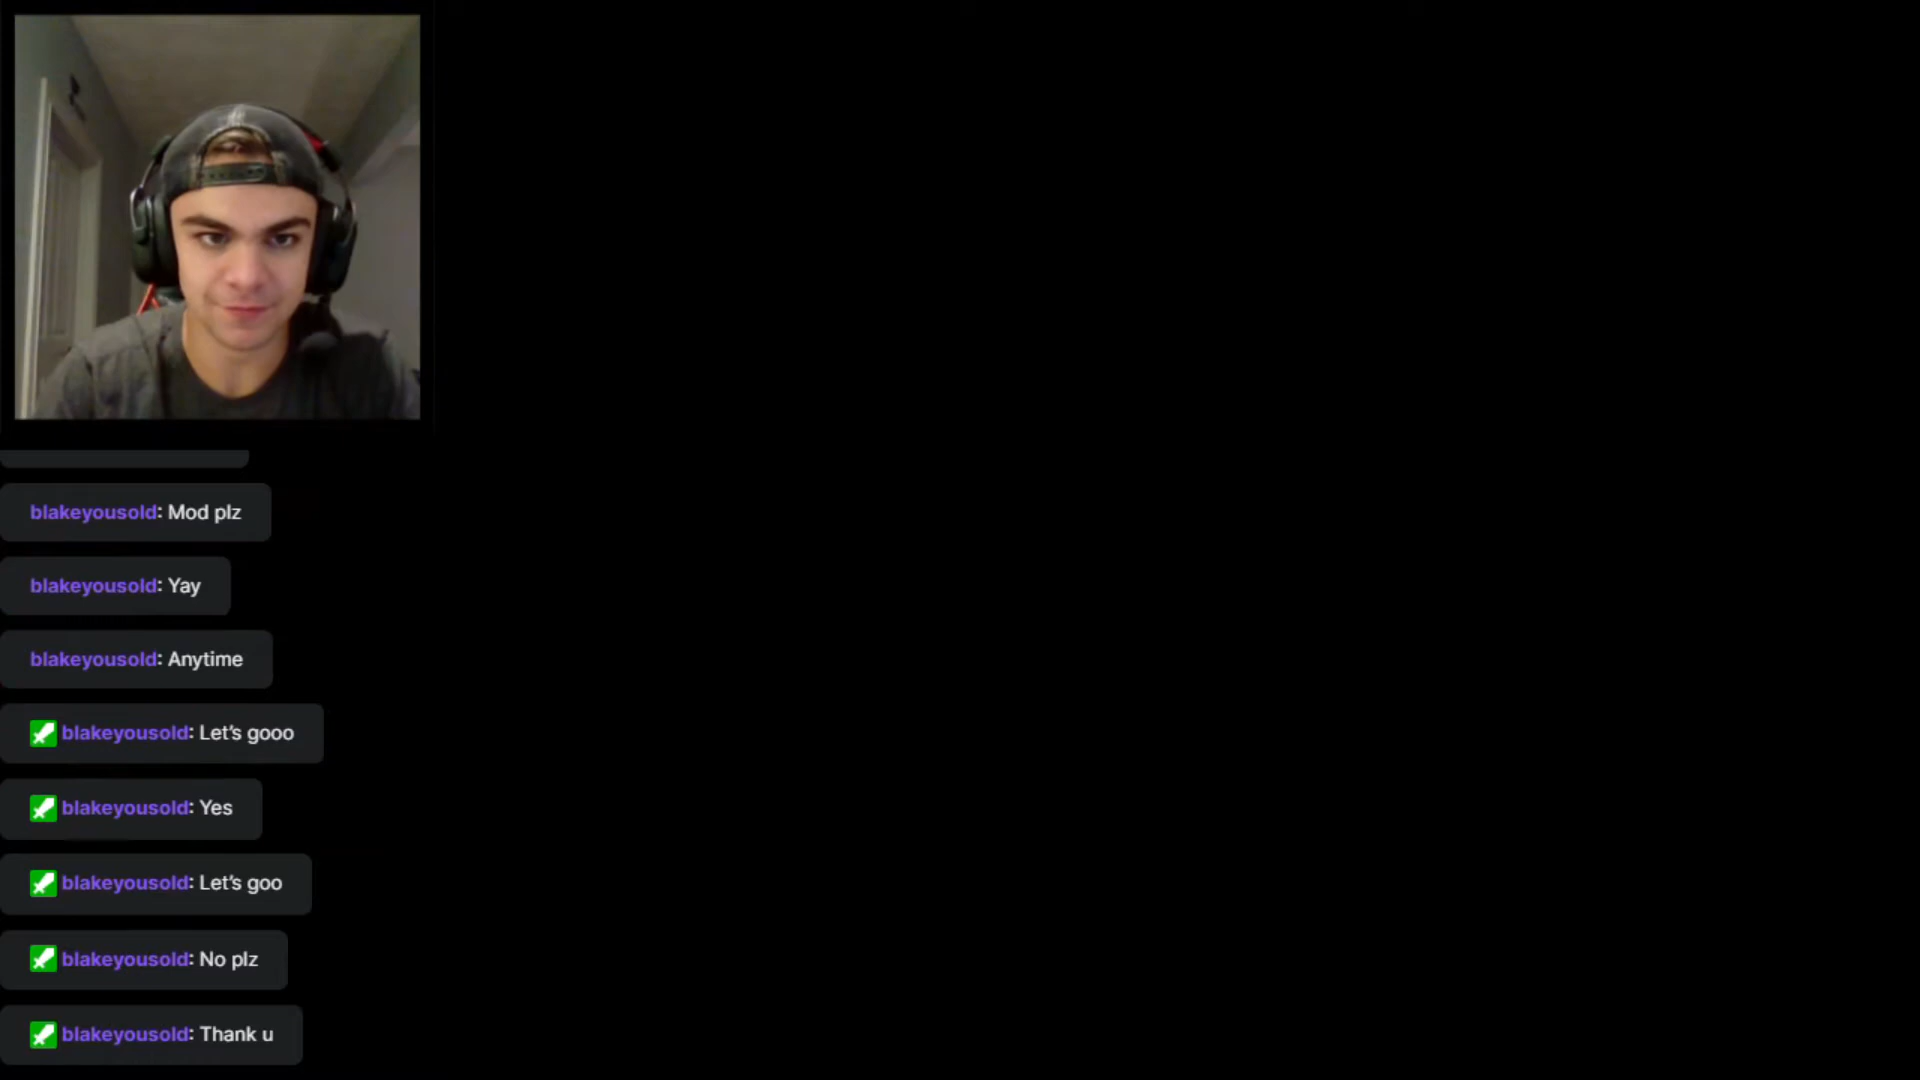 blakeyousold: Mod plz
blakeyousold: Yay
blakeyousold: Anytime
blakeyousold: Let's gooo
blakeyousold: Yes
blakeyousold: Let's goo
blakeyousold: No plz
blakeyousold: Thank u